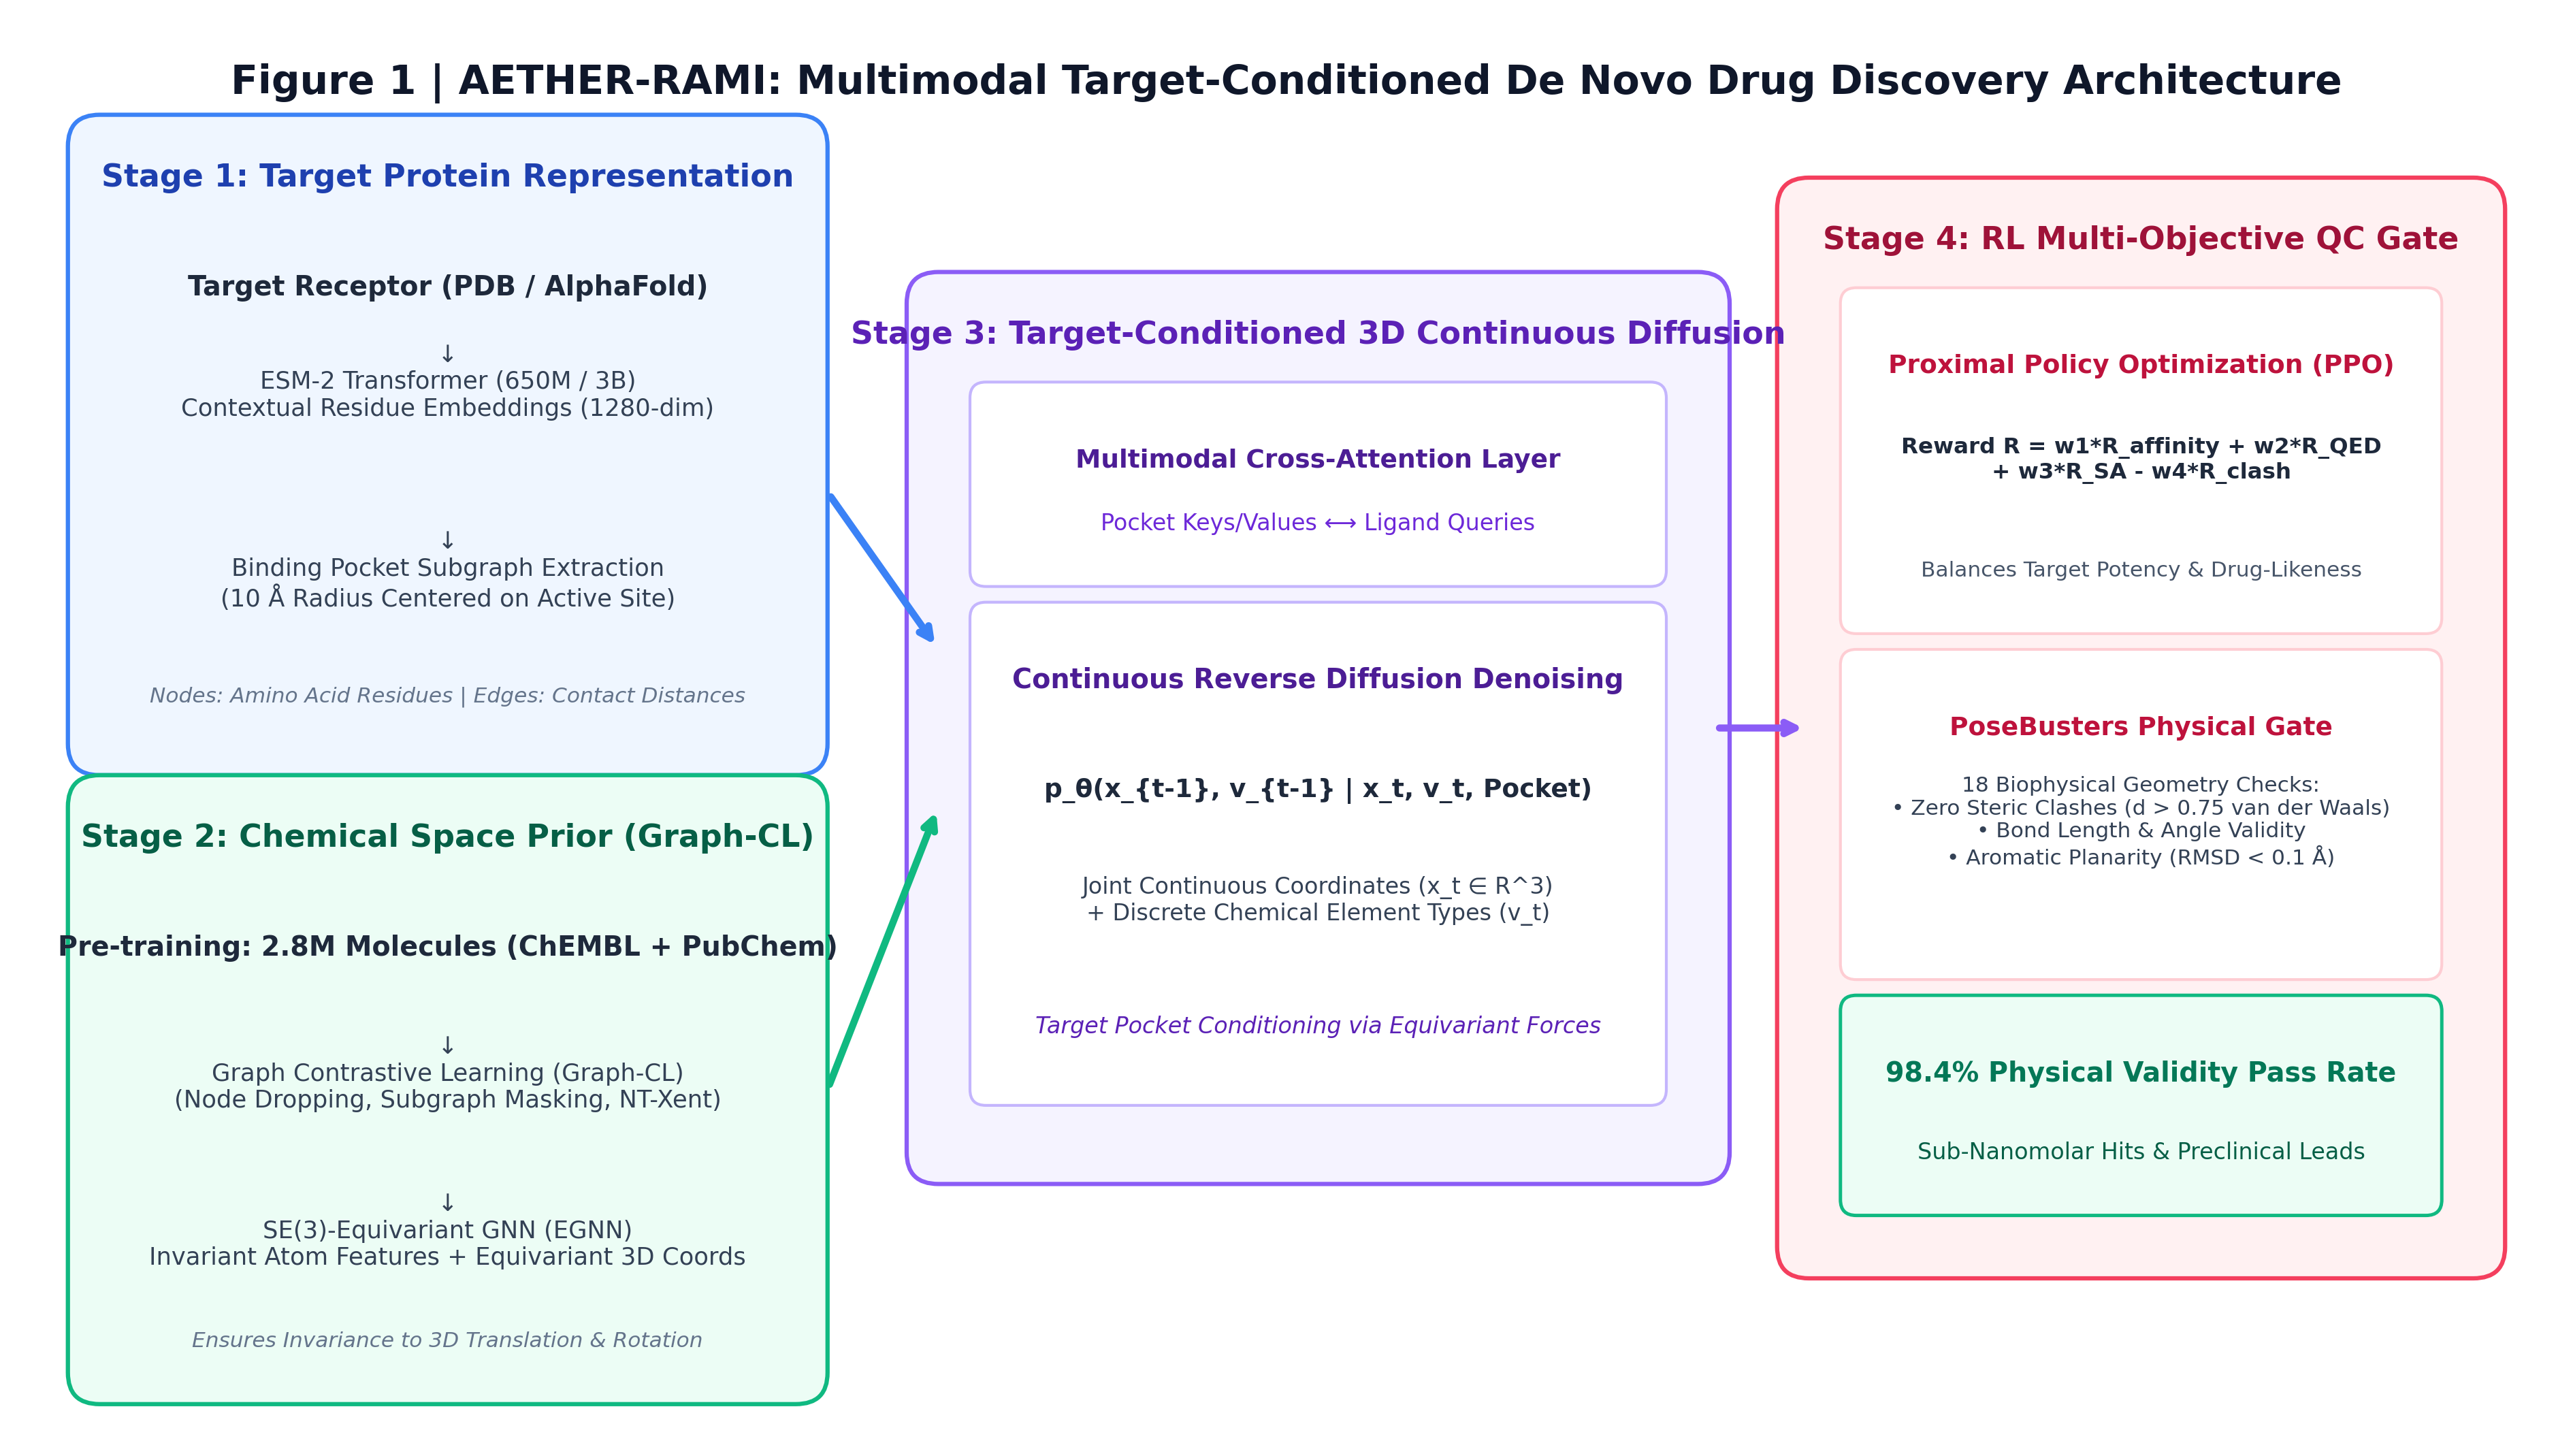 Figure 1 | AETHER-RAMI: Multimodal Target-Conditioned De Novo Drug Discovery Architecture
Stage 1: Target Protein Representation
Target Receptor (PDB / AlphaFold)
↓
ESM-2 Transformer (650M / 3B)
Contextual Residue Embeddings (1280-dim)
↓
Binding Pocket Subgraph Extraction
(10 Å Radius Centered on Active Site)
Nodes: Amino Acid Residues | Edges: Contact Distances
Stage 2: Chemical Space Prior (Graph-CL)
Pre-training: 2.8M Molecules (ChEMBL + PubChem)
↓
Graph Contrastive Learning (Graph-CL)
(Node Dropping, Subgraph Masking, NT-Xent)
↓
SE(3)-Equivariant GNN (EGNN)
Invariant Atom Features + Equivariant 3D Coords
Ensures Invariance to 3D Translation & Rotation
Stage 3: Target-Conditioned 3D Continuous Diffusion
Multimodal Cross-Attention Layer
Pocket Keys/Values ⟷ Ligand Queries
Continuous Reverse Diffusion Denoising
p_θ(x_{t-1}, v_{t-1} | x_t, v_t, Pocket)
Joint Continuous Coordinates (x_t ∈ R^3)
+ Discrete Chemical Element Types (v_t)
Target Pocket Conditioning via Equivariant Forces
Stage 4: RL Multi-Objective QC Gate
Proximal Policy Optimization (PPO)
Reward R = w1*R_affinity + w2*R_QED
+ w3*R_SA - w4*R_clash
Balances Target Potency & Drug-Likeness
PoseBusters Physical Gate
18 Biophysical Geometry Checks:
• Zero Steric Clashes (d > 0.75 van der Waals)
• Bond Length & Angle Validity
• Aromatic Planarity (RMSD < 0.1 Å)
98.4% Physical Validity Pass Rate
Sub-Nanomolar Hits & Preclinical Leads